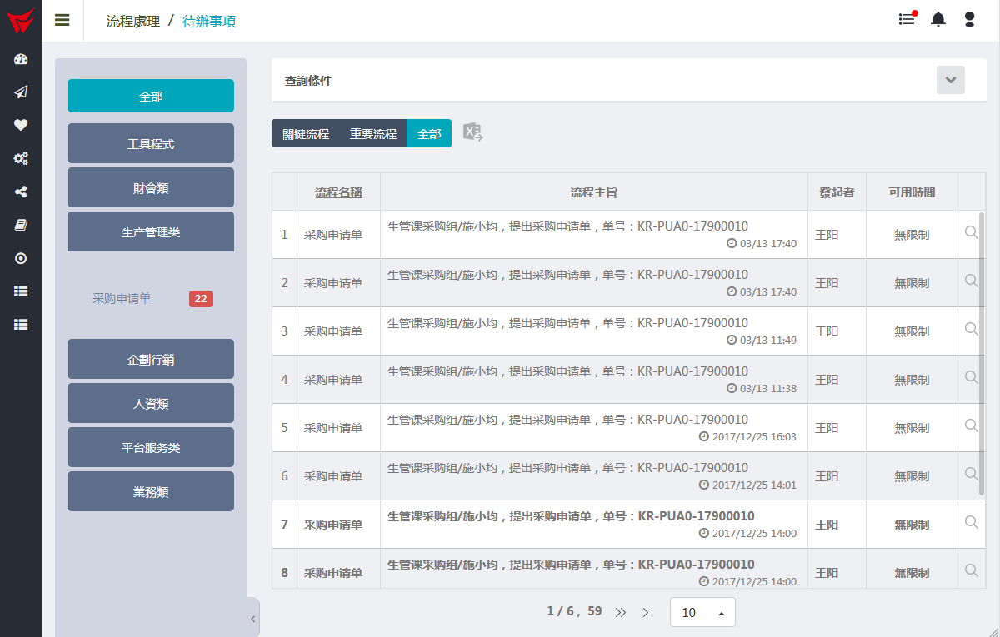 流程處理 / 待辦事項
全部
工具程式
財會類
生产管理类
采购申请单 22
企劃行銷
人資類
平台服务类
業務類
查詢條件
關鍵流程 重要流程 全部
流程名稱 流程主旨 發起者 可用時間
1 采购申请单 生管课采购组/施小均，提出采购申请单，单号：KR-PUA0-17900010 王阳 無限制
03/13 17:40
2 采购申请单 生管课采购组/施小均，提出采购申请单，单号：KR-PUA0-17900010 王阳 無限制
03/13 17:40
3 采购申请单 生管课采购组/施小均，提出采购申请单，单号：KR-PUA0-17900010 王阳 無限制
03/13 11:49
4 采购申请单 生管课采购组/施小均，提出采购申请单，单号：KR-PUA0-17900010 王阳 無限制
03/13 11:38
5 采购申请单 生管课采购组/施小均，提出采购申请单，单号：KR-PUA0-17900010 王阳 無限制
2017/12/25 16:03
6 采购申请单 生管课采购组/施小均，提出采购申请单，单号：KR-PUA0-17900010 王阳 無限制
2017/12/25 14:01
7 采购申请单 生管课采购组/施小均，提出采购申请单，单号：KR-PUA0-17900010 王阳 無限制
2017/12/25 14:00
8 采购申请单 生管课采购组/施小均，提出采购申请单，单号：KR-PUA0-17900010 王阳 無限制
2017/12/25 14:00
1 / 6 , 59 10